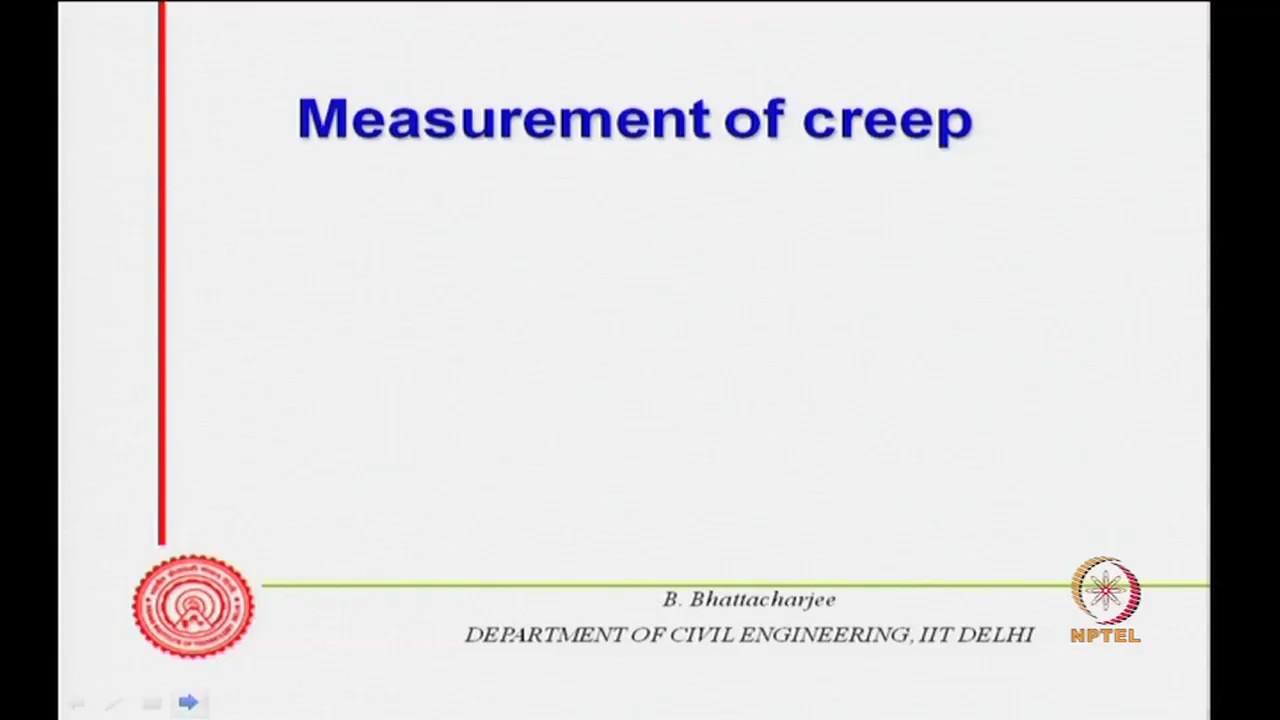 Measurement of creep
B. Bhattacharjee
DEPARTMENT OF CIVIL ENGINEERING, IIT DELHI
NPTEL